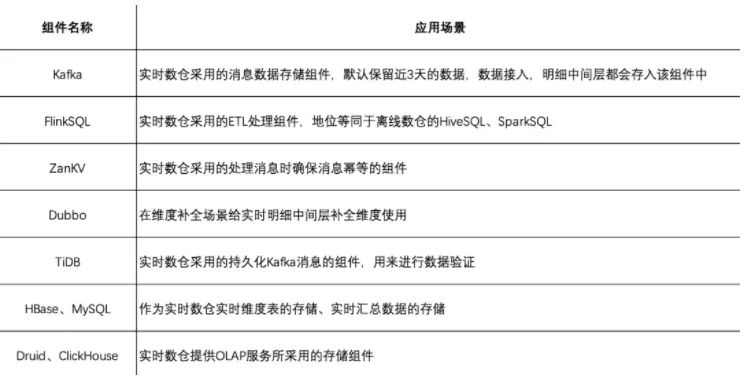 组件名称 应用场景
Kafka 实时数仓采用的消息数据存储组件，默认保留近3天的数据，数据接入，明细中间层都会存入该组件中
FlinkSQL 实时数仓采用的ETL处理组件，地位等同于离线数仓的HiveSQL、SparkSQL
ZanKV 实时数仓采用的处理消息时确保消息幂等的组件
Dubbo 在维度补全场景给实时明细中间层补全维度使用
TiDB 实时数仓采用的持久化Kafka消息的组件，用来进行数据验证
HBase、MySQL 作为实时数仓实时维度表的存储、实时汇总数据的存储
Druid、ClickHouse 实时数仓提供OLAP服务所采用的存储组件